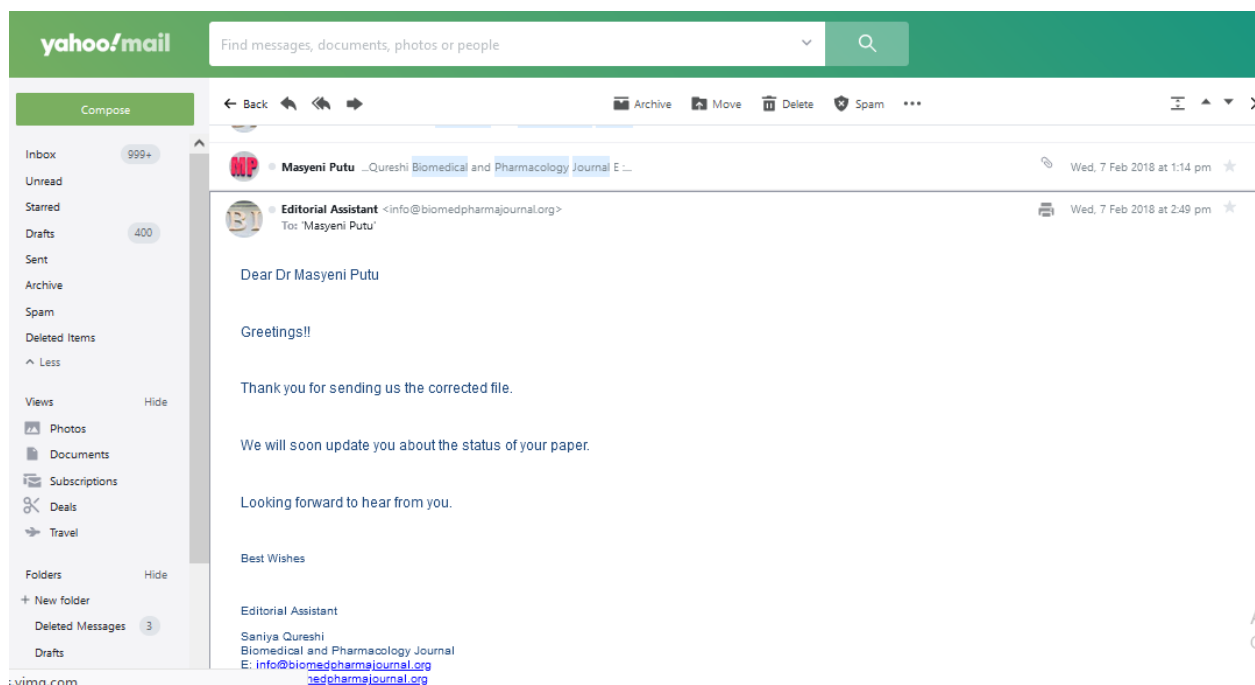 yahoo!mail
Find messages, documents, photos or people
Compose
Back
Archive
Move
Delete
Spam
Inbox 999+
Unread
Starred
Drafts 400
Sent
Archive
Spam
Deleted Items
Less
Views Hide
Photos
Documents
Subscriptions
Deals
Travel
Folders Hide
+ New folder
Deleted Messages 3
Drafts
MP
Masyeni Putu ...Qureshi Biomedical and Pharmacology Journal E :... Wed, 7 Feb 2018 at 1:14 pm
BI
Editorial Assistant <info@biomedpharmajournal.org> Wed, 7 Feb 2018 at 2:49 pm
To: 'Masyeni Putu'
Dear Dr Masyeni Putu
Greetings!!
Thank you for sending us the corrected file.
We will soon update you about the status of your paper.
Looking forward to hear from you.
Best Wishes
Editorial Assistant
Saniya Qureshi
Biomedical and Pharmacology Journal
E: info@biomedpharmajournal.org